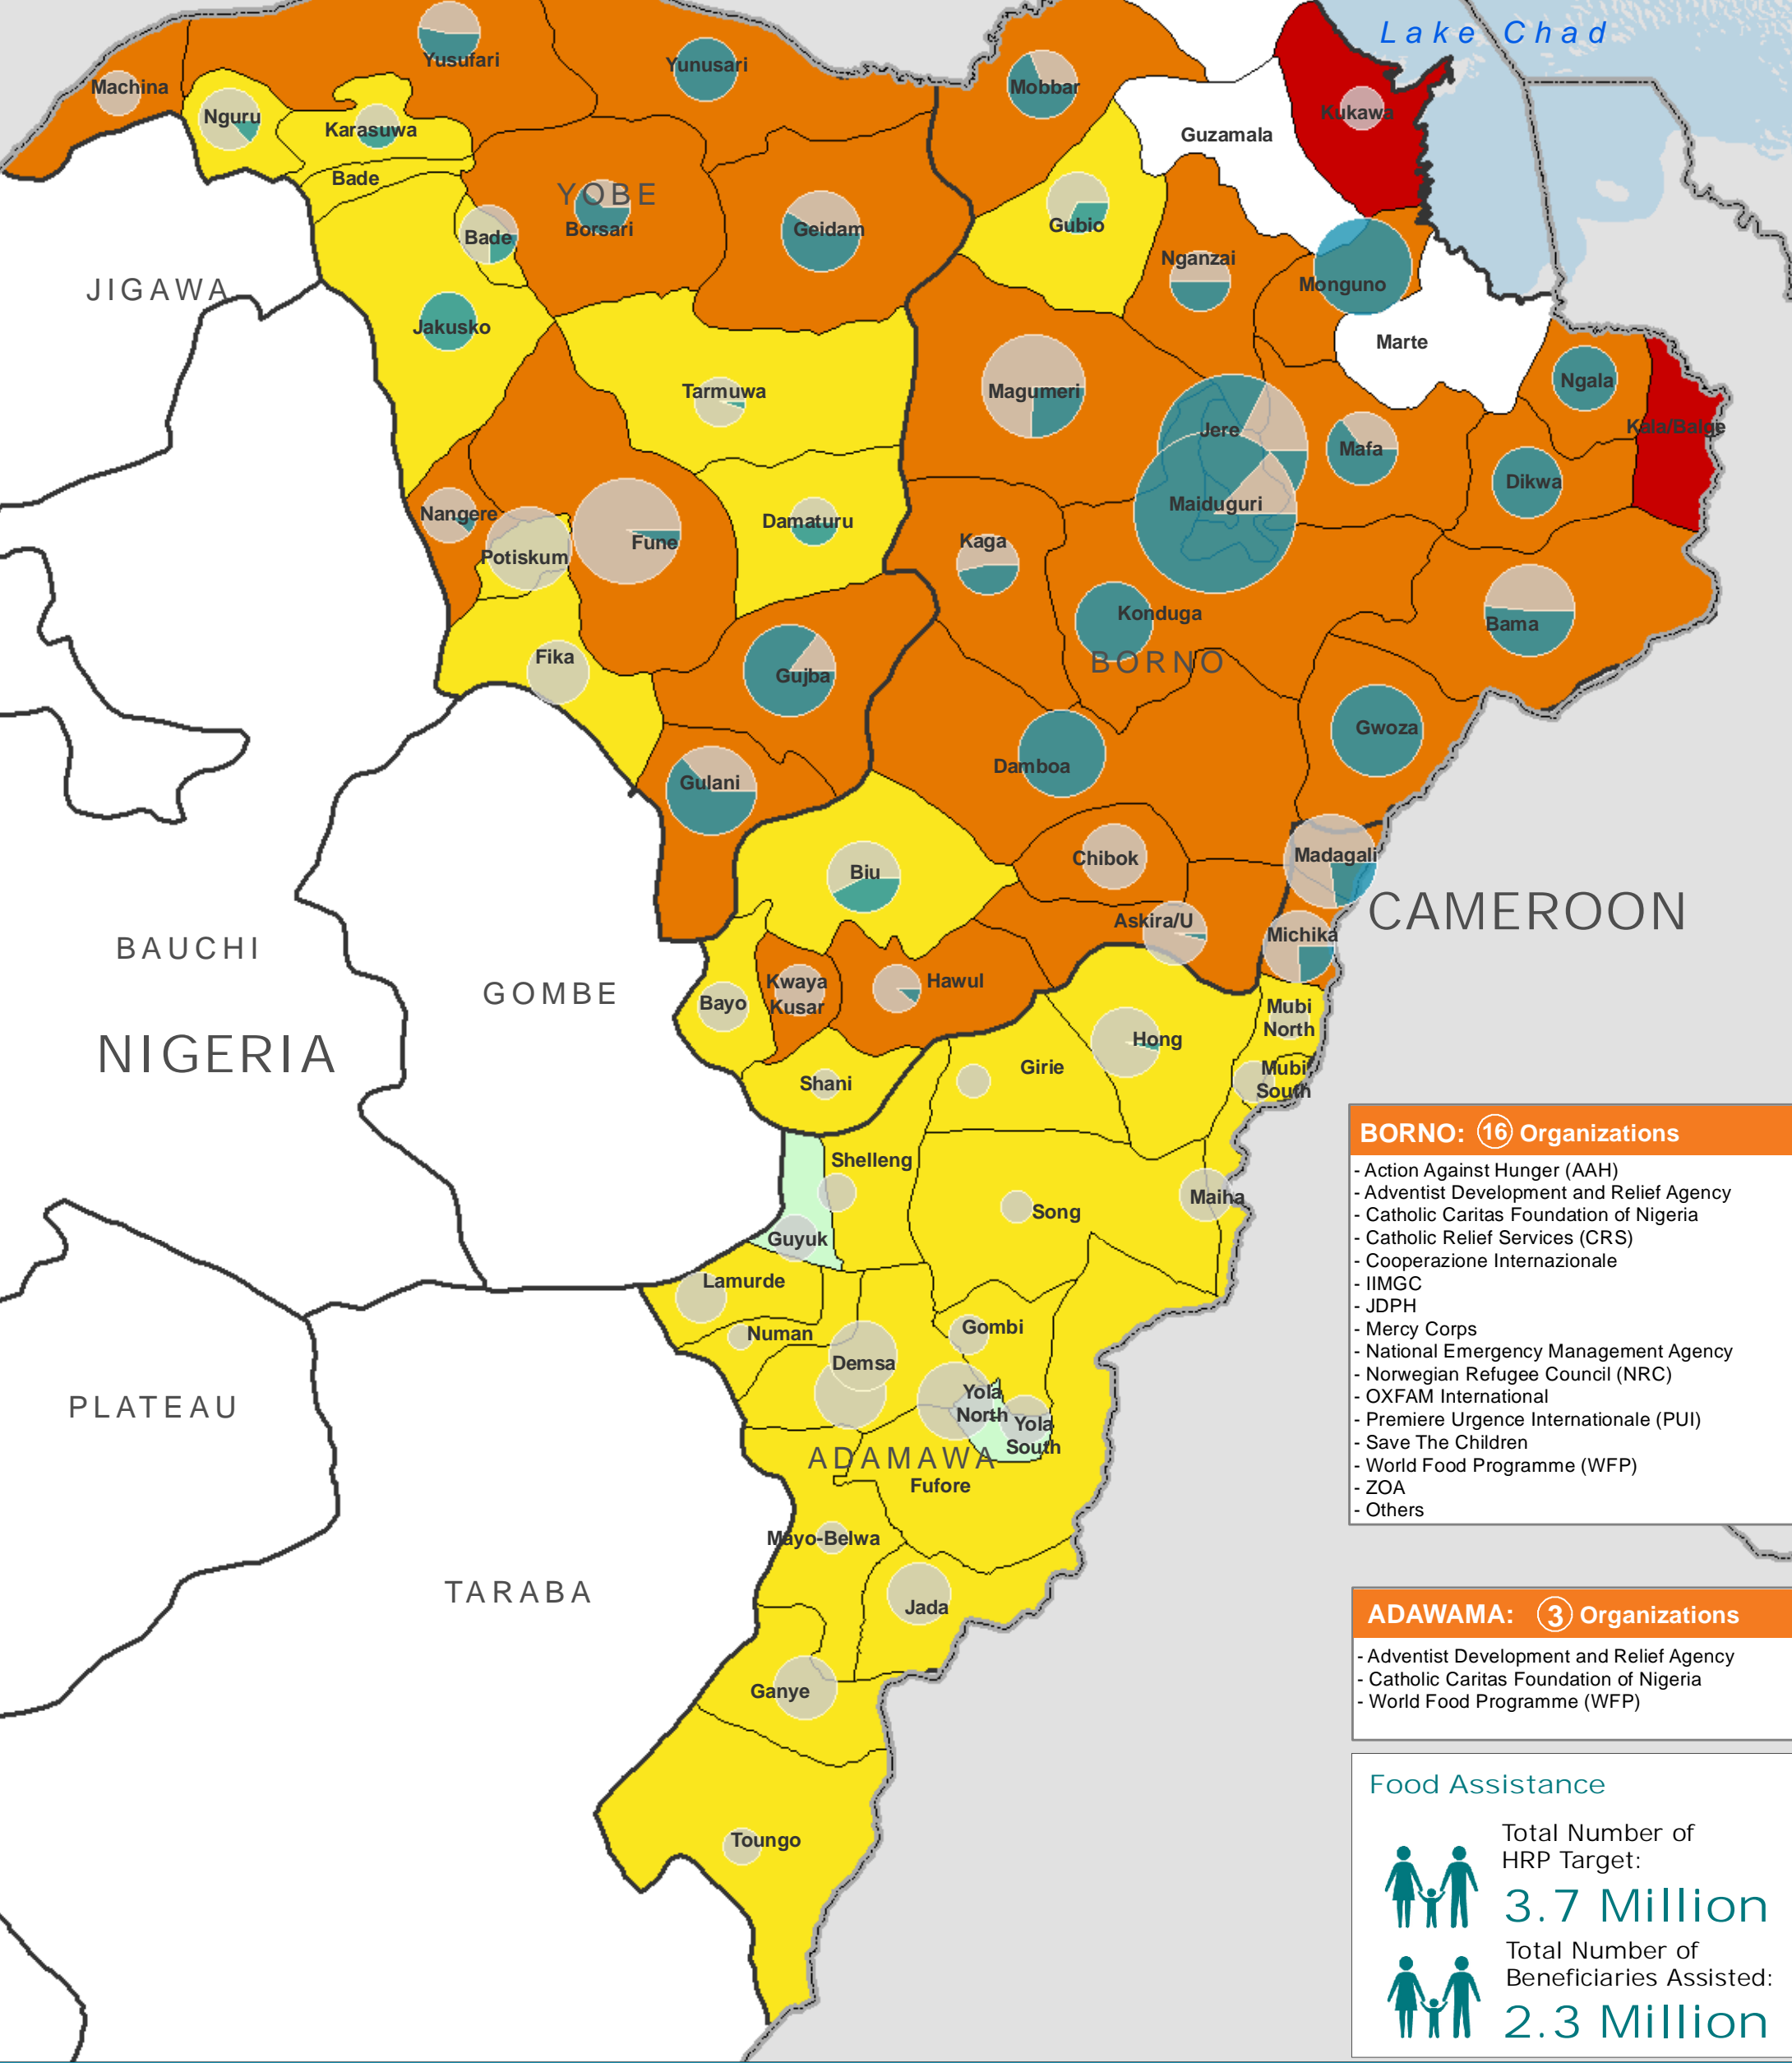 Lake Chad
Yusufari
Yunusari
Machina
Mobbar
Nguru
Karasuwa
Kukawa
Guzamala
Bade
YOBE
Borsari
Geidam
Gubio
Bade
Nganzai
Monguno
JIGAWA
Jakusko
Marte
Tarmuwa
Magumeri
Ngala
Jere
Kala/Balge
Mafa
Dikwa
Nangere
Maiduguri
Damaturu
Potiskum
Fune
Kaga
Konduga
Bama
BORNO
Fika
Gujba
Gwoza
Damboa
Gulani
Biu
Chibok
Madagali
CAMEROON
Askira/U
Michika
BAUCHI
GOMBE
Kwaya
Kusar
Hawul
Bayo
Mubi
North
NIGERIA
Hong
Girie
Shani
Mubi
South
Shelleng
Maiha
Song
Guyuk
Lamurde
Numan
Gombi
Demsa
Yola
North
Yola
South
PLATEAU
ADAMAWA
Fufore
Mayo-Belwa
TARABA
Jada
Ganye
Toungo
BORNO: 16 Organizations
- Action Against Hunger (AAH)
- Adventist Development and Relief Agency
- Catholic Caritas Foundation of Nigeria
- Catholic Relief Services (CRS)
- Cooperazione Internazionale
- IIMGC
- JDPH
- Mercy Corps
- National Emergency Management Agency
- Norwegian Refugee Council (NRC)
- OXFAM International
- Premiere Urgence Internationale (PUI)
- Save The Children
- World Food Programme (WFP)
- ZOA
- Others
ADAWAMA: 3 Organizations
- Adventist Development and Relief Agency
- Catholic Caritas Foundation of Nigeria
- World Food Programme (WFP)
Food Assistance
Total Number of
HRP Target:
3.7 Million
Total Number of
Beneficiaries Assisted:
2.3 Million